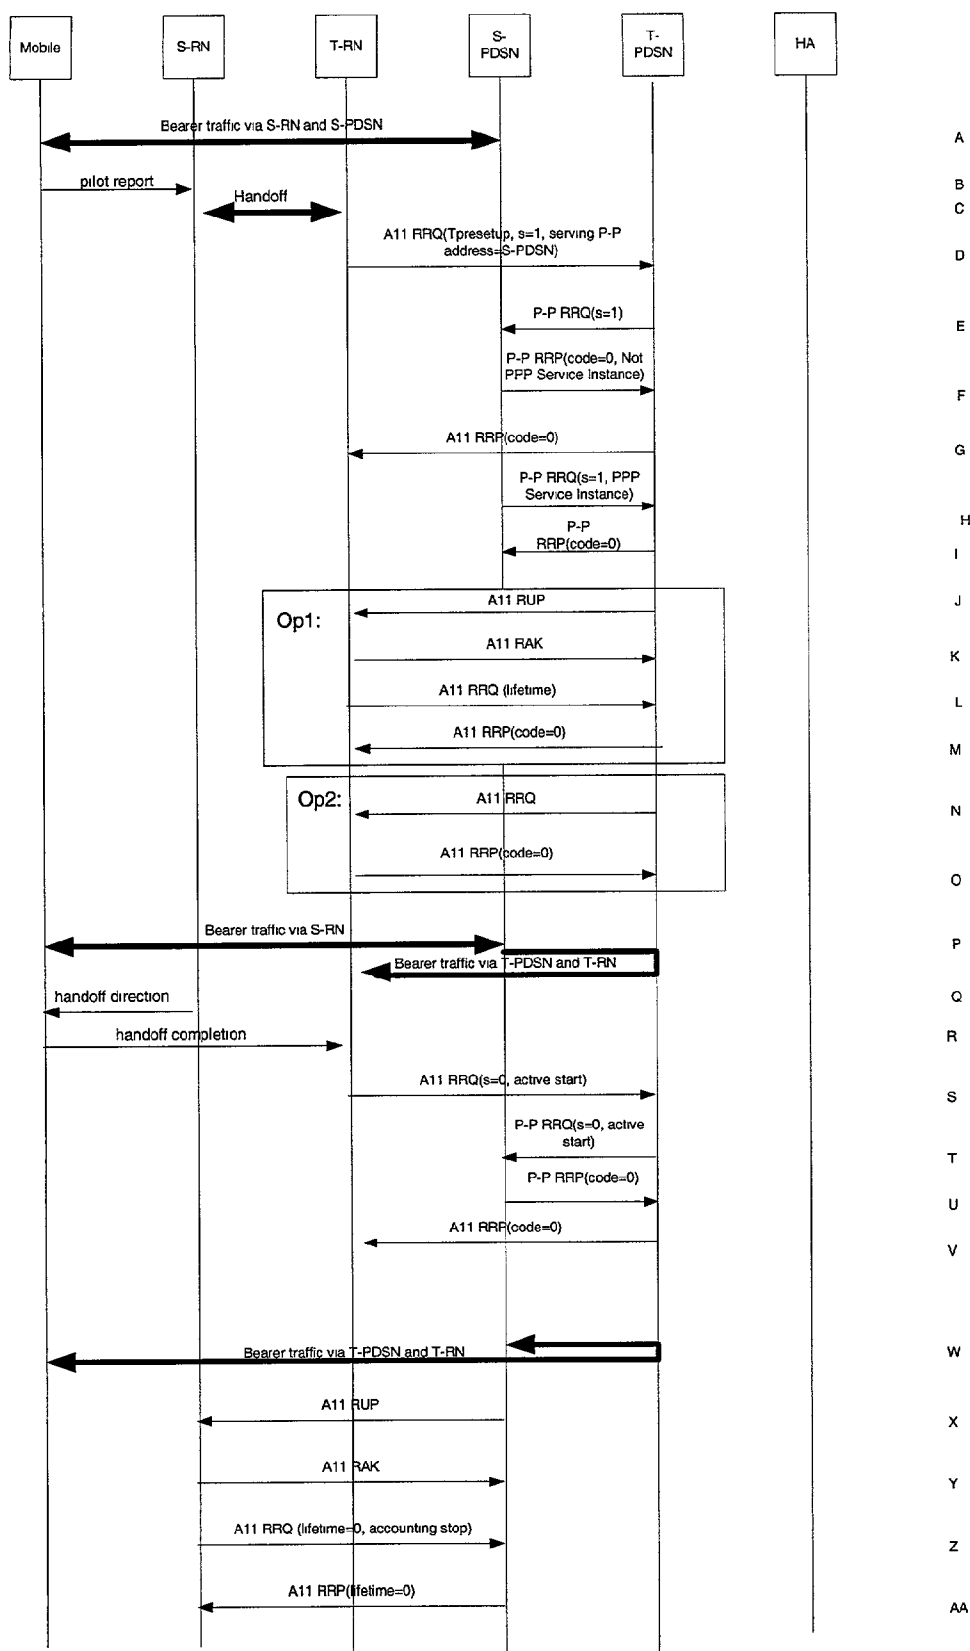 Mobile
S-RN
T-RN
S-
PDSN
T-
PDSN
HA
Bearer traffic via S-RN and S-PDSN
A
pilot report
B
Handoff
C
A11 RRQ(Tpresetup, s=1, serving P-P
address=S-PDSN)
D
P-P RRQ(s=1)
E
P-P RRP(code=0, Not
PPP Service Instance)
F
A11 RRP(code=0)
G
P-P RRQ(s=1, PPP
Service Instance)
H
P-P
RRP(code=0)
I
Op1:
A11 RUP
J
A11 RAK
K
A11 RRQ (lifetime)
L
A11 RRP(code=0)
M
Op2:
A11 RRQ
N
A11 RRP(code=0)
O
Bearer traffic via S-RN
P
Bearer traffic via T-PDSN and T-RN
handoff direction
Q
handoff completion
R
A11 RRQ(s=0, active start)
S
P-P RRQ(s=0, active
start)
T
P-P RRP(code=0)
U
A11 RRP(code=0)
V
Bearer traffic via T-PDSN and T-RN
W
A11 RUP
X
A11 RAK
Y
A11 RRQ (lifetime=0, accounting stop)
Z
A11 RRP(lifetime=0)
AA